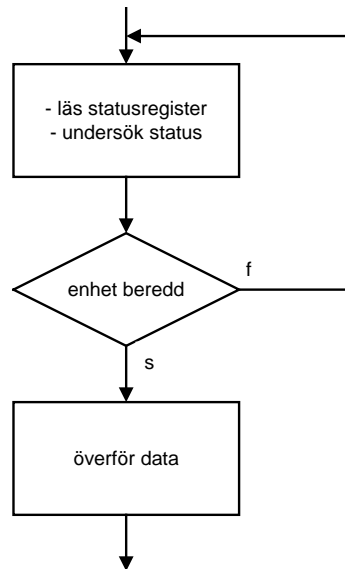 - läs statusregister
- undersök status
enhet beredd
f
s
överför data